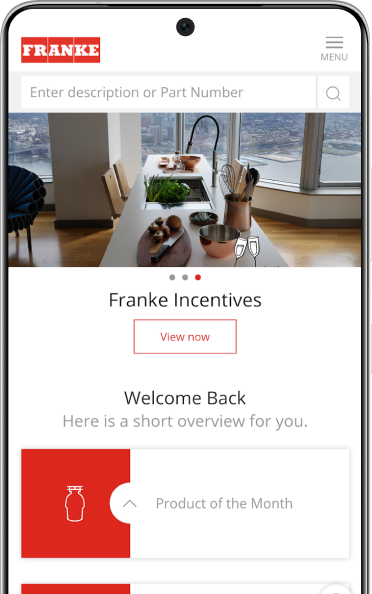 FRANKE
MENU
Enter description or Part Number
Franke Incentives
View now
Welcome Back
Here is a short overview for you.
Product of the Month